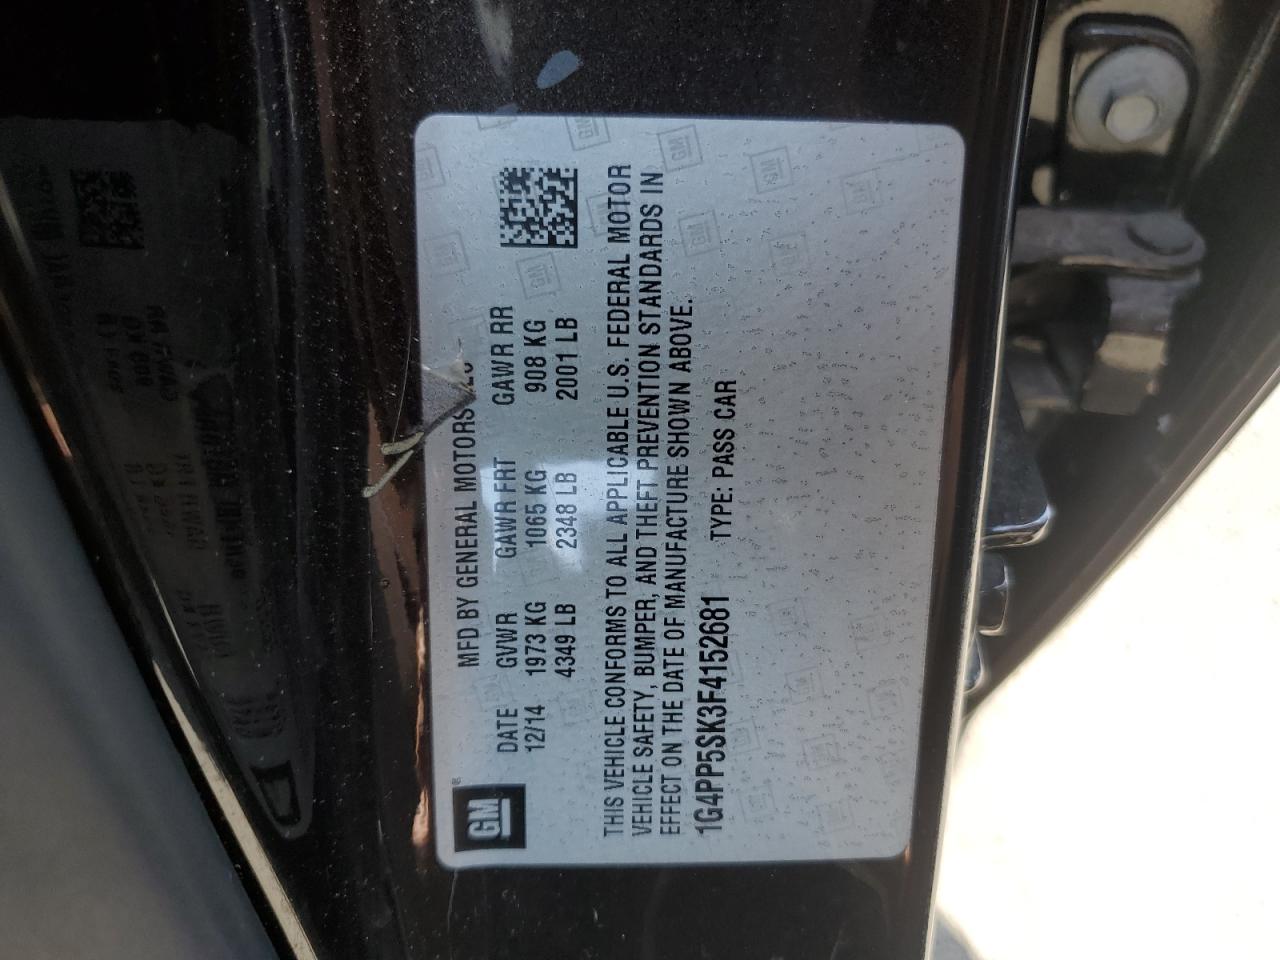 GM
MFD BY GENERAL MOTORS
DATE GVWR GAWR FRT GAWR RR
12/14 1973 KG 1065 KG 908 KG
4349 LB 2348 LB 2001 LB
THIS VEHICLE CONFORMS TO ALL APPLICABLE U.S. FEDERAL MOTOR
VEHICLE SAFETY, BUMPER, AND THEFT PREVENTION STANDARDS IN
EFFECT ON THE DATE OF MANUFACTURE SHOWN ABOVE.
1G4PP5SK3F4152681 TYPE: PASS CAR